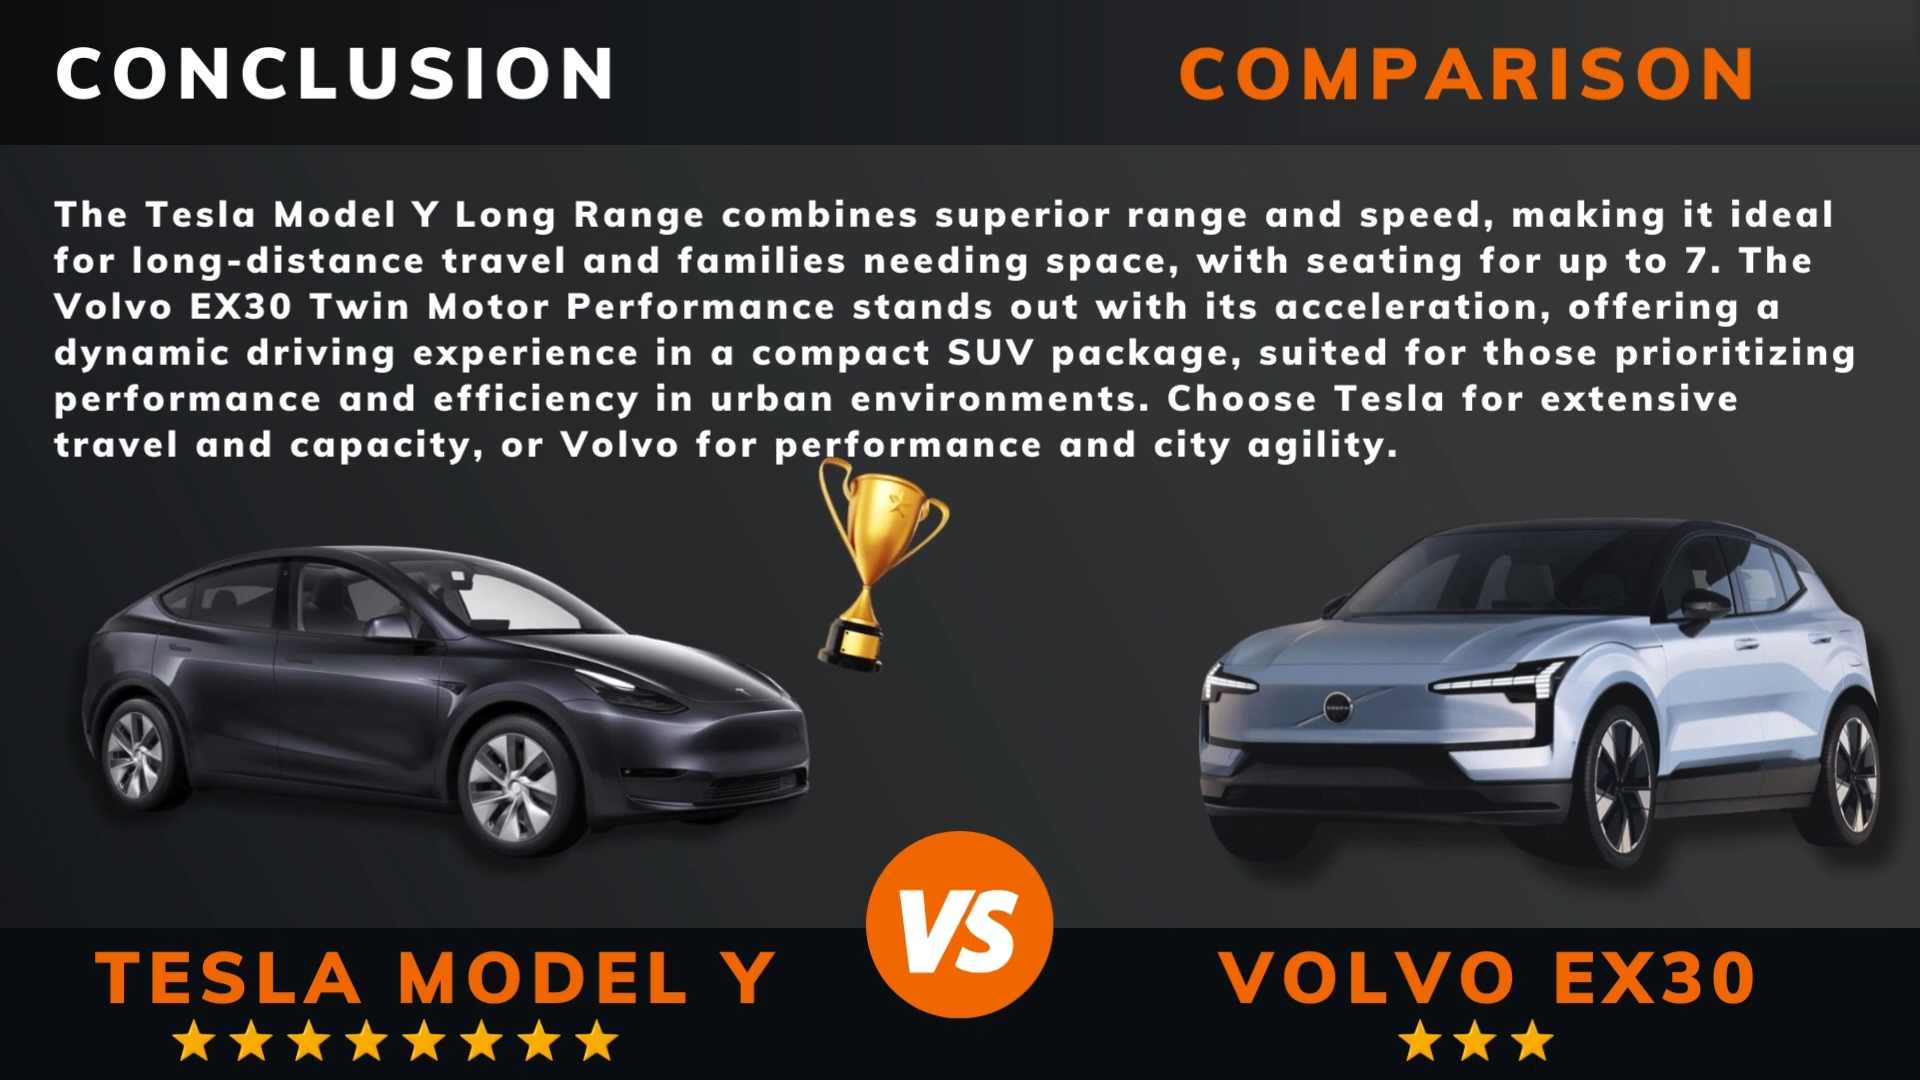 CONCLUSION
COMPARISON
The Tesla Model Y Long Range combines superior range and speed, making it ideal
for long-distance travel and families needing space, with seating for up to 7. The
Volvo EX30 Twin Motor Performance stands out with its acceleration, offering a
dynamic driving experience in a compact SUV package, suited for those prioritizing
performance and efficiency in urban environments. Choose Tesla for extensive
travel and capacity, or Volvo for performance and city agility.
VOLVO
VS
TESLA MODEL Y
VOLVO EX30